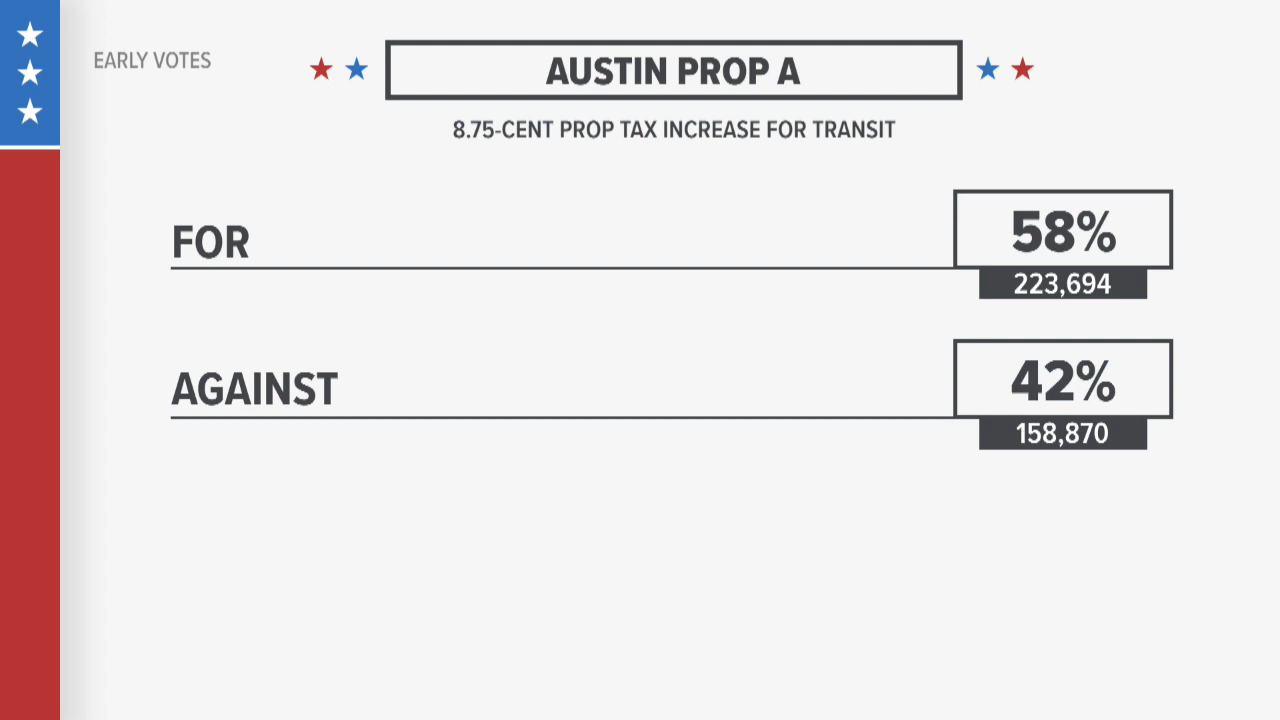 EARLY VOTES
AUSTIN PROP A
8.75-CENT PROP TAX INCREASE FOR TRANSIT
FOR
58%
223,694
AGAINST
42%
158,870